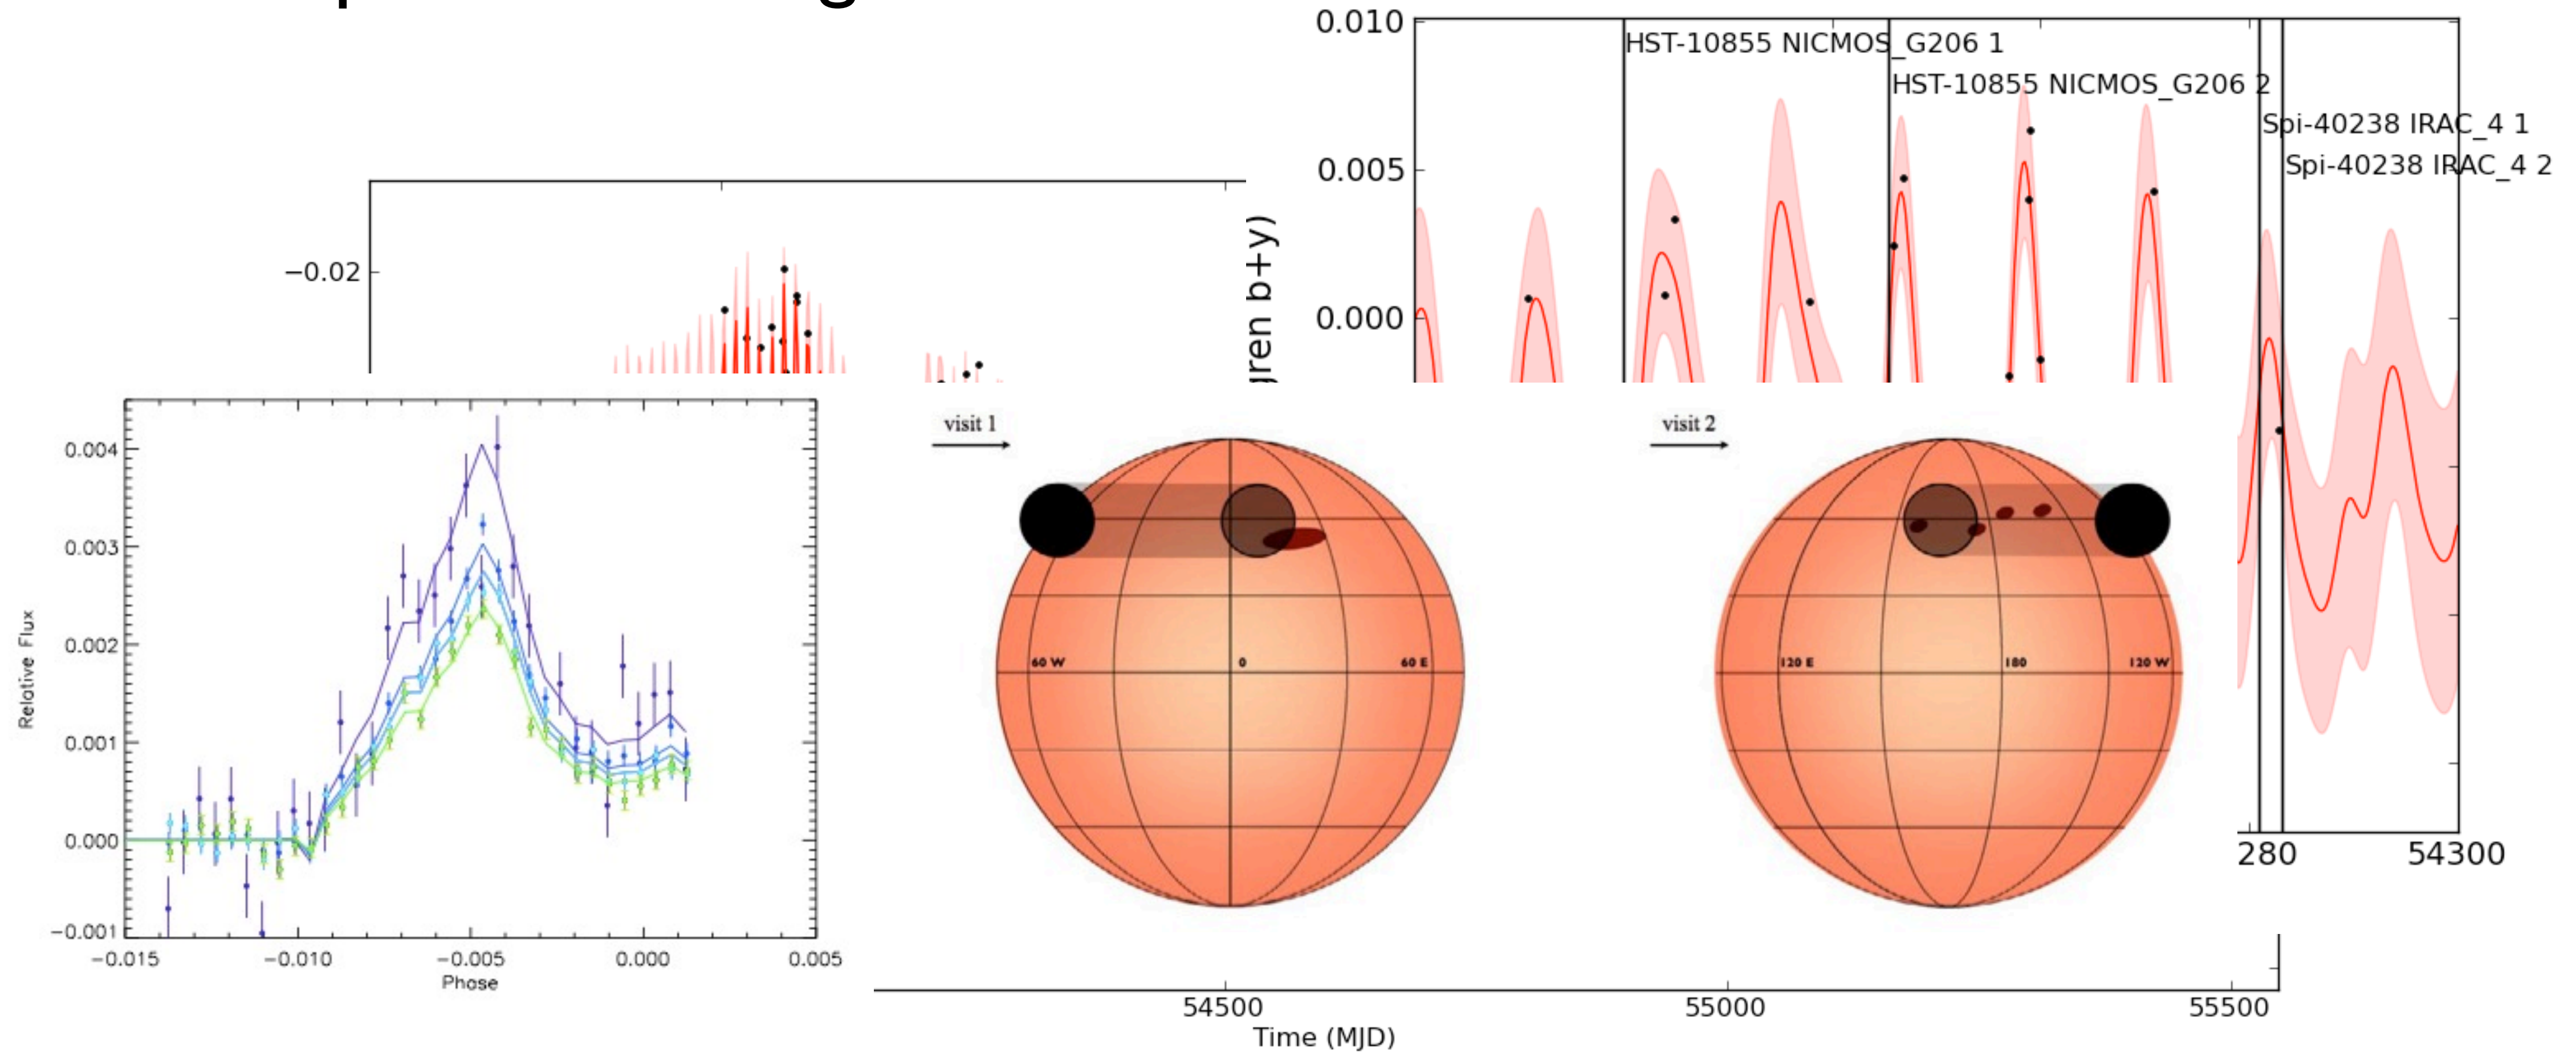 0.010
HST-10855 NICMOS_G206 1
HST-10855 NICMOS_G206 2
Spi-40238 IRAC_4 1
Spi-40238 IRAC_4 2
0.005
0.000
gren b+y)
−0.02
visit 1
visit 2
60 W 0 60 E
120 E 180 120 W
0.004
0.003
0.002
0.001
0.000
−0.001
Relative Flux
−0.015 −0.010 −0.005 0.000 0.005
Phase
280 54300
54500 55000 55500
Time (MJD)